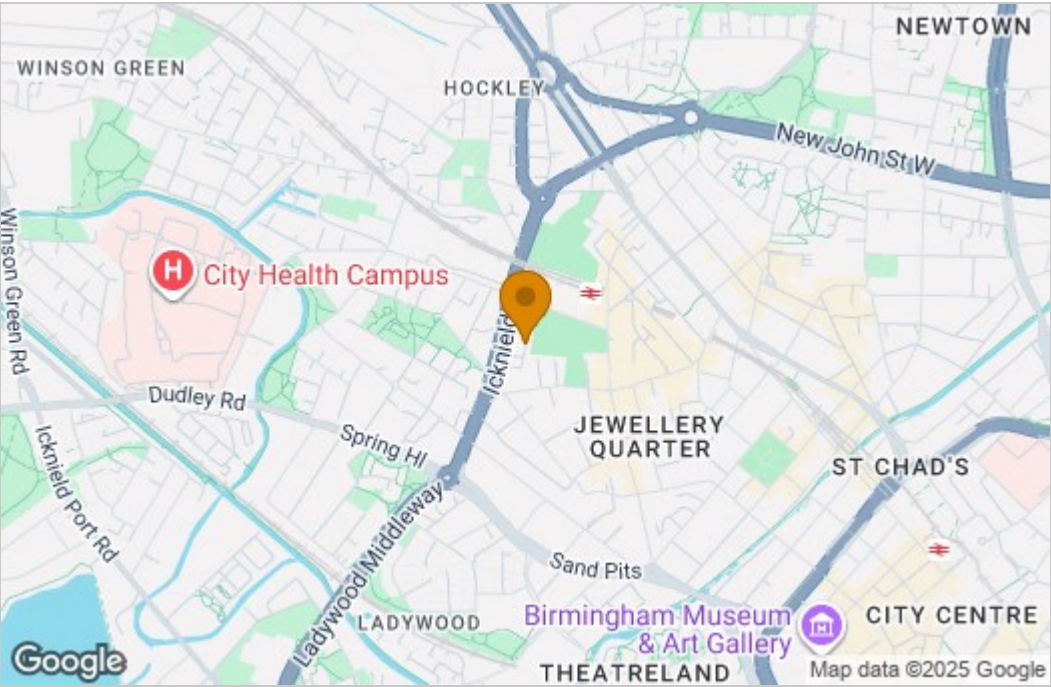 NEWTOWN
WINSON GREEN
HOCKLEY
New John St W
Winson Green Rd
H
City Health Campus
Icknield
Dudley Rd
JEWELLERY
QUARTER
Spring Hl
Icknield Port Rd
ST CHAD'S
Ladywood Middleway
Sand Pits
LADYWOOD
Birmingham Museum
& Art Gallery
CITY CENTRE
THEATRELAND
Google
Map data ©2025 Google